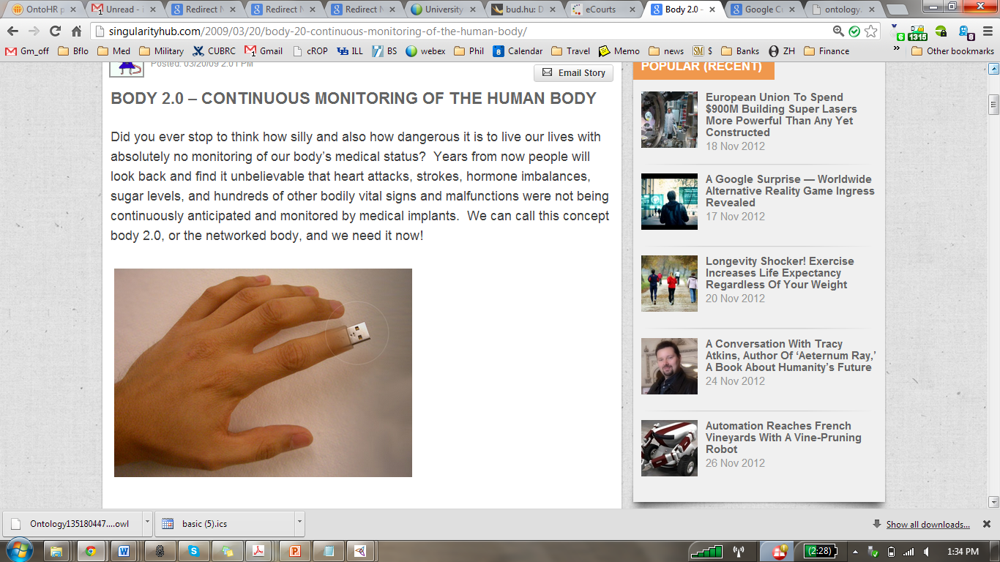 OntoHR p
Unread -
Redirect N
Redirect N
Redirect N
University
bud.hu: D
eCourts
Body 2.0 –
Google Cu
ontology.
singularityhub.com/2009/03/20/body-20-continuous-monitoring-of-the-human-body/
6
1315
8
Gm_off
Bflo
Med
Military
CUBRC
Gmail
cROP
ILL
BS
webex
Phil
8
Calendar
Travel
Memo
news
SM
$
Banks
ZH
Finance
»
Other bookmarks
Posted: 03/20/09 2:01 PM
Email Story
BODY 2.0 – CONTINUOUS MONITORING OF THE HUMAN BODY
Did you ever stop to think how silly and also how dangerous it is to live our lives with
absolutely no monitoring of our body's medical status?  Years from now people will
look back and find it unbelievable that heart attacks, strokes, hormone imbalances,
sugar levels, and hundreds of other bodily vital signs and malfunctions were not being
continuously anticipated and monitored by medical implants.  We can call this concept
body 2.0, or the networked body, and we need it now!
POPULAR (RECENT)
European Union To Spend
$900M Building Super Lasers
More Powerful Than Any Yet
Constructed
18 Nov 2012
A Google Surprise — Worldwide
Alternative Reality Game Ingress
Revealed
17 Nov 2012
Longevity Shocker! Exercise
Increases Life Expectancy
Regardless Of Your Weight
20 Nov 2012
A Conversation With Tracy
Atkins, Author Of ‘Aeternum Ray,’
A Book About Humanity's Future
24 Nov 2012
Automation Reaches French
Vineyards With A Vine-Pruning
Robot
26 Nov 2012
Ontology135180447....owl
basic (5).ics
Show all downloads...
(2:28)
1:34 PM